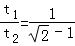 t₁/t₂ = 1/(√2 − 1)